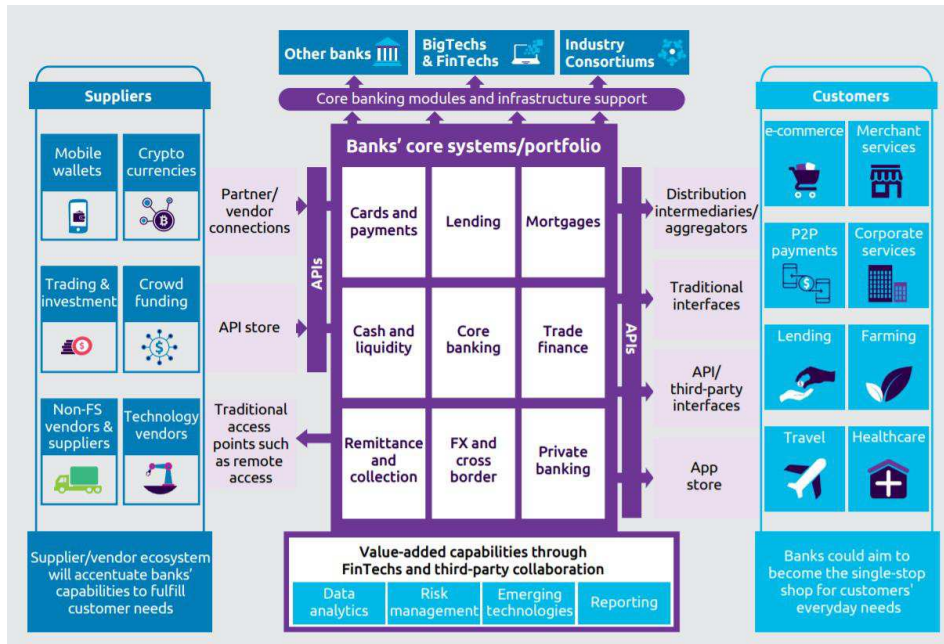 Other banks
BigTechs
& FinTechs
Industry
Consortiums
Core banking modules and infrastructure support
Suppliers
Mobile
wallets
Crypto
currencies
Trading &
investment
Crowd
funding
Non-FS
vendors &
suppliers
Technology
vendors
Supplier/vendor ecosystem
will accentuate banks'
capabilities to fulfill
customer needs
Partner/
vendor
connections
API store
Traditional
access
points such
as remote
access
APIs
Banks' core systems/portfolio
Cards and
payments
Lending
Mortgages
Cash and
liquidity
Core
banking
Trade
finance
Remittance
and
collection
FX and
cross
border
Private
banking
Value-added capabilities through
FinTechs and third-party collaboration
Data
analytics
Risk
management
Emerging
technologies
Reporting
APIs
Distribution
intermediaries/
aggregators
Traditional
interfaces
API/
third-party
interfaces
App
store
Customers
e-commerce
Merchant
services
P2P
payments
Corporate
services
Lending
Farming
Travel
Healthcare
Banks could aim to
become the single-stop
shop for customers'
everyday needs